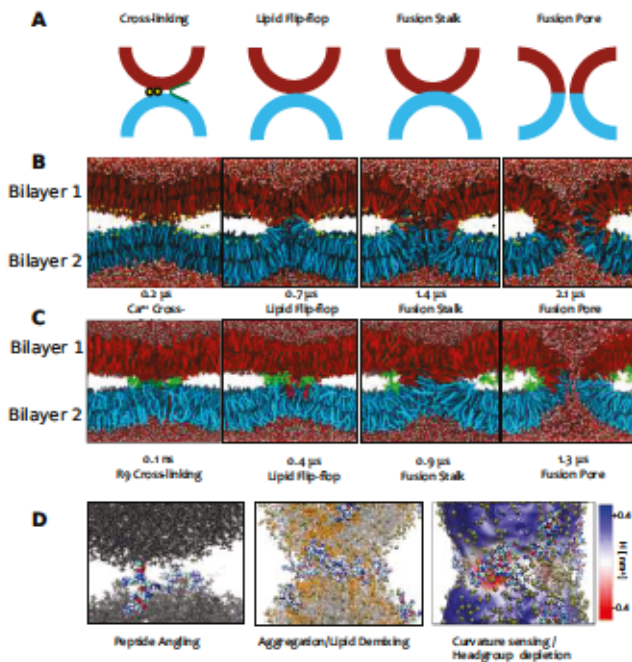 A
Cross-linking Lipid Flip-flop Fusion Stalk Fusion Pore
B
Bilayer 1
Bilayer 2
0.2 µs 0.7 µs 1.4 µs 2.1 µs
Ca²⁺ Cross- Lipid Flip-flop Fusion Stalk Fusion Pore
C
Bilayer 1
Bilayer 2
0.1 ns 0.4 µs 0.9 µs 1.3 µs
R9 Cross-linking Lipid Flip-flop Fusion Stalk Fusion Pore
D
+0.4
H [nm⁻¹]
-0.4
Peptide Angling Aggregation/Lipid Demixing Curvature sensing /
Headgroup depletion